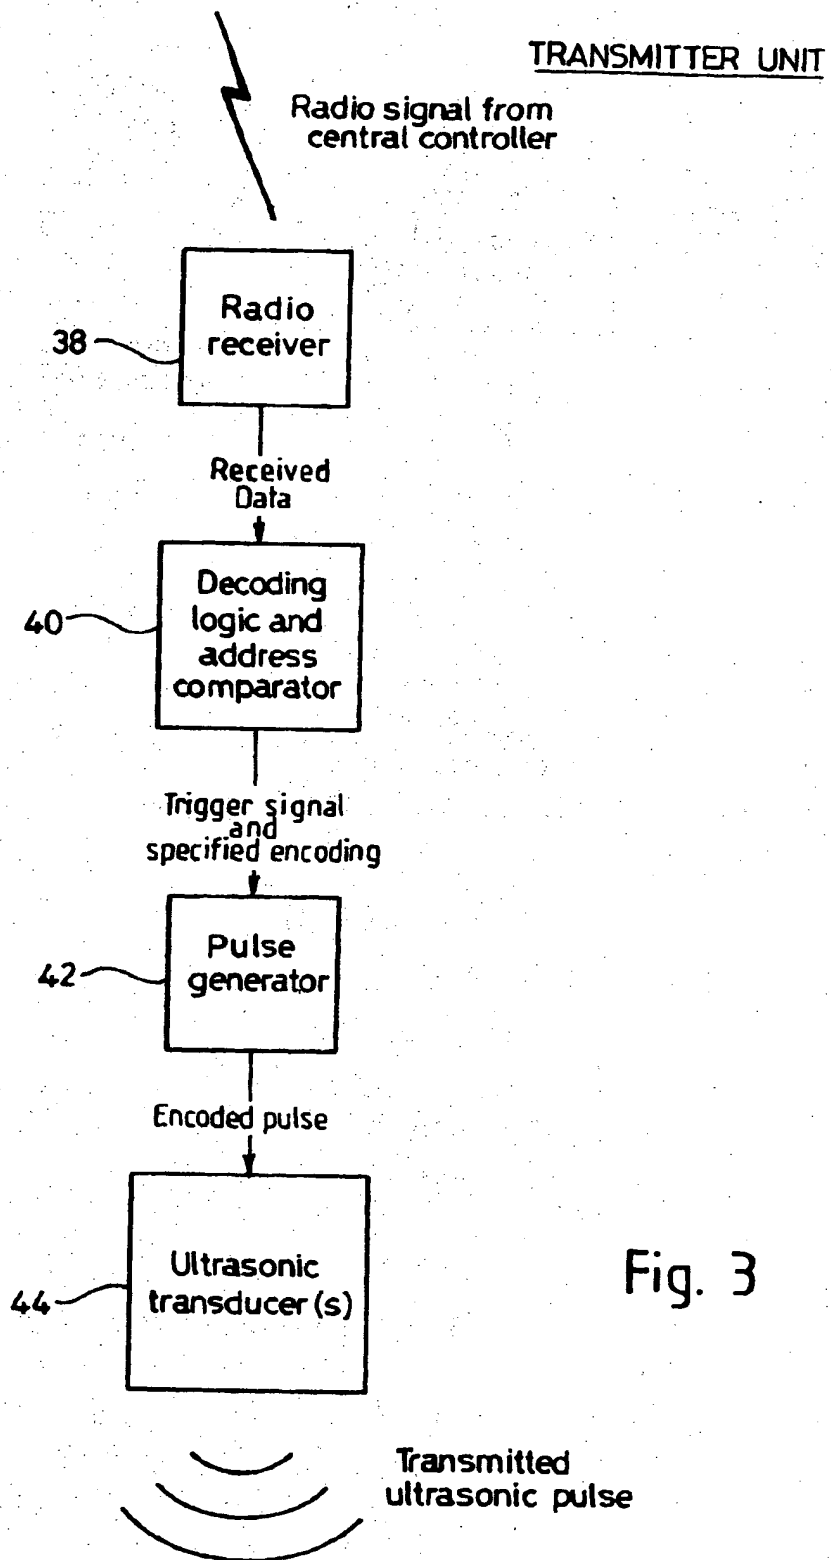 TRANSMITTER UNIT
Radio signal from
central controller
Radio
receiver
38
Received
Data
Decoding
logic and
address
comparator
40
Trigger signal
and
specified encoding
Pulse
generator
42
Encoded pulse
Ultrasonic
transducer(s)
44
Fig. 3
Transmitted
ultrasonic pulse